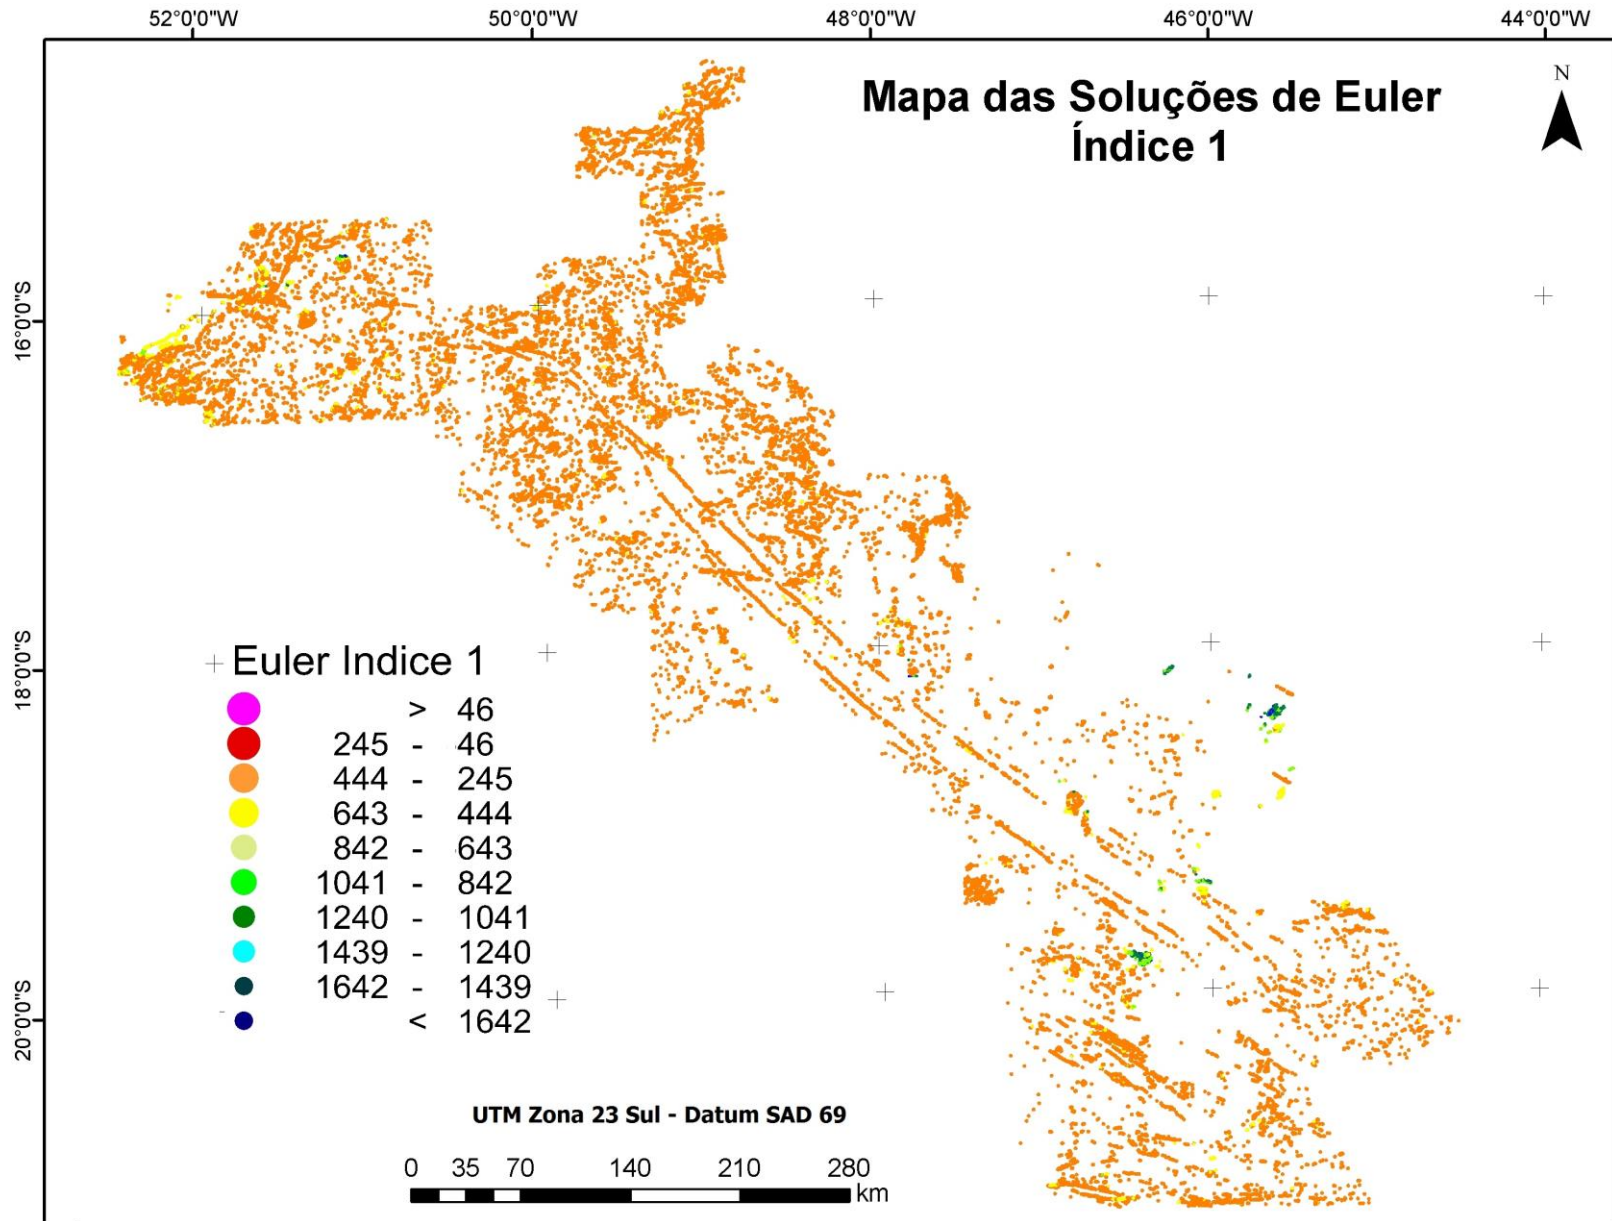 52°0'0"W 50°0'0"W 48°0'0"W 46°0'0"W 44°0'0"W
Mapa das Soluções de Euler
Índice 1
N
16°0'0"S
18°0'0"S
20°0'0"S
Euler Indice 1
> 46
245 - 46
444 - 245
643 - 444
842 - 643
1041 - 842
1240 - 1041
1439 - 1240
1642 - 1439
< 1642
UTM Zona 23 Sul - Datum SAD 69
0 35 70 140 210 280
km